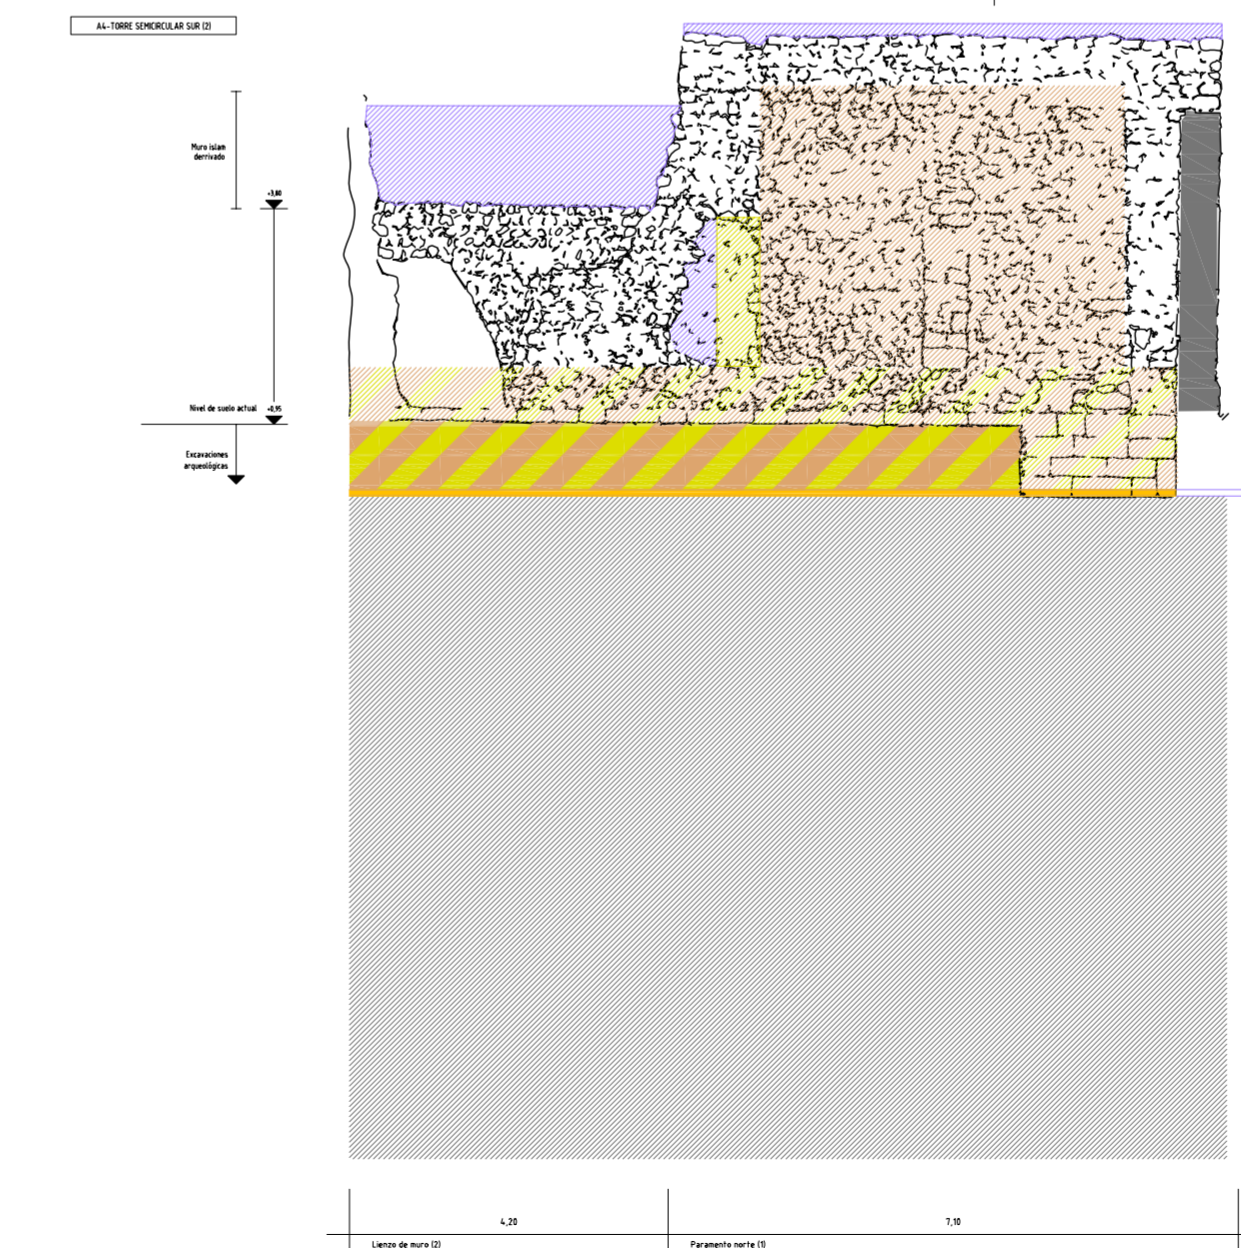 A4-TORRE SEMICIRCULAR SUR (2)
Muro islam
derrivado
+3,80
Nivel de suelo actual
+0,95
Excavaciones
arqueológicas
4,20
7,10
Lienzo de muro (2)
Paramento norte (1)